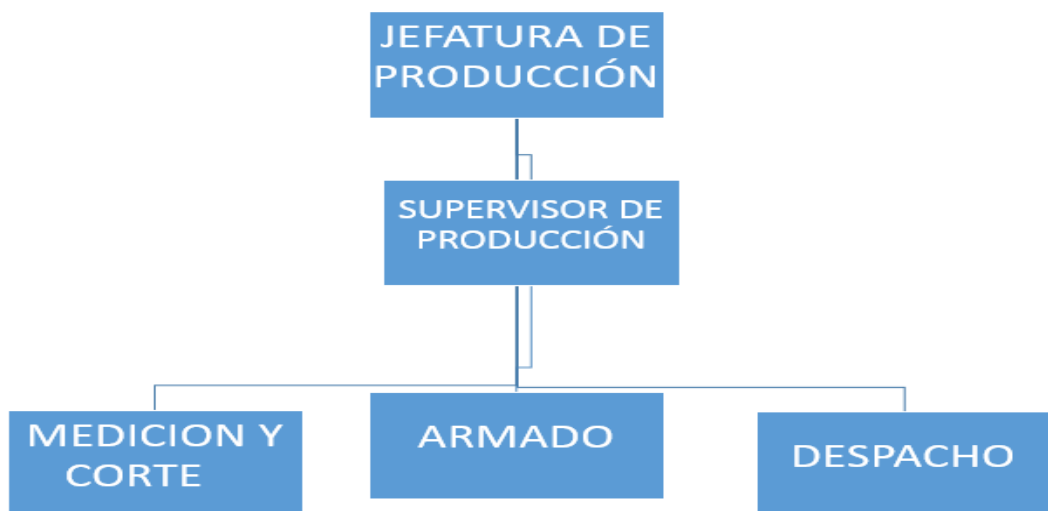 JEFATURA DE
PRODUCCIÓN
SUPERVISOR DE
PRODUCCIÓN
MEDICION Y
CORTE
ARMADO
DESPACHO